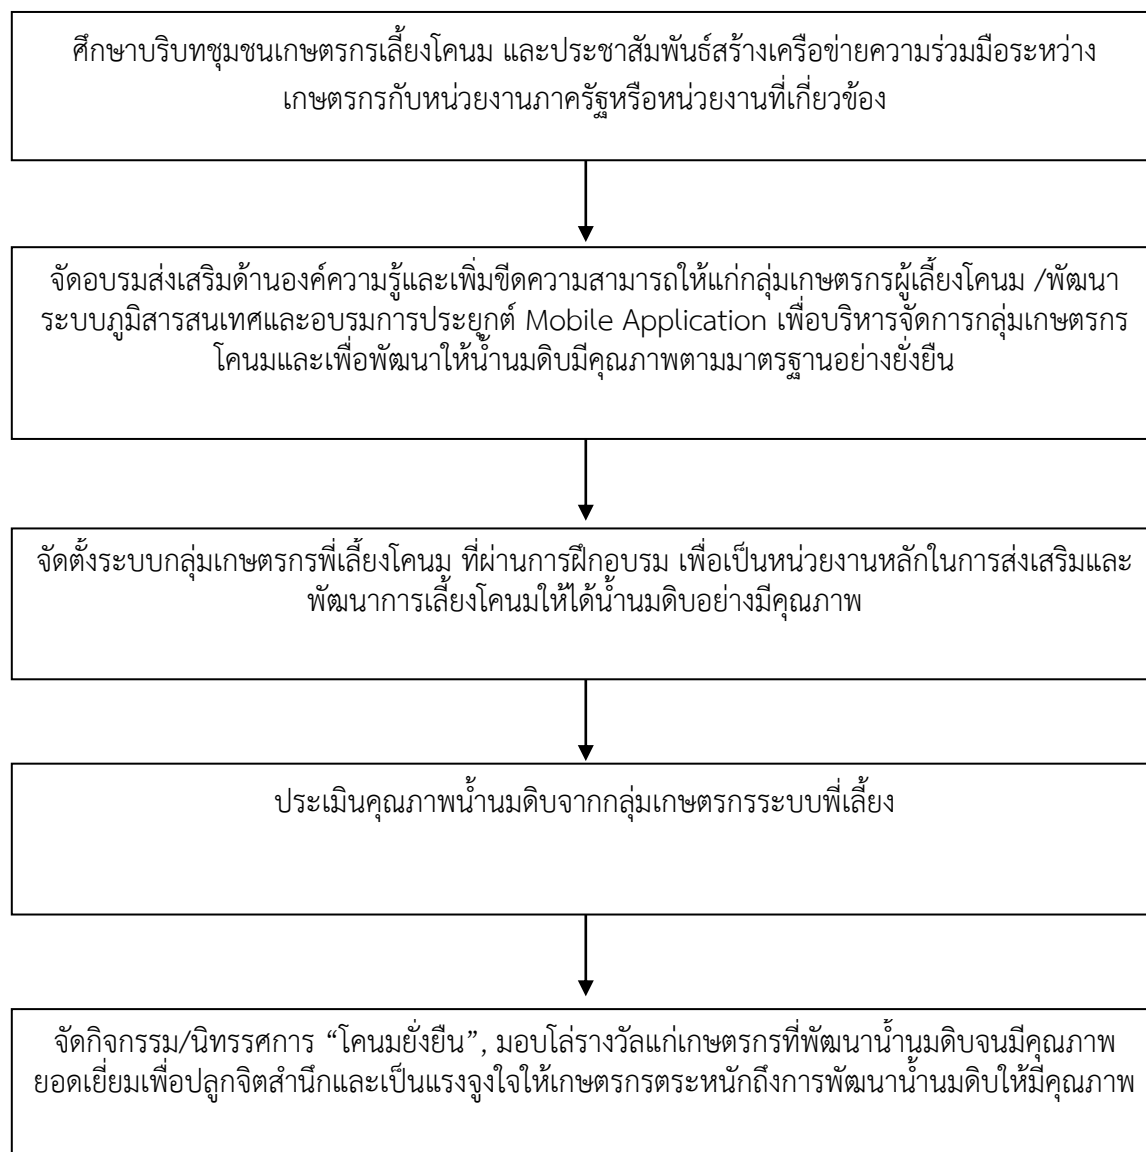 ศึกษาบริบทชุมชนเกษตรกรเลี้ยงโคนม และประชาสัมพันธ์สร้างเครือข่ายความร่วมมือระหว่าง
เกษตรกรกับหน่วยงานภาครัฐหรือหน่วยงานที่เกี่ยวข้อง
จัดอบรมส่งเสริมด้านองค์ความรู้และเพิ่มขีดความสามารถให้แก่กลุ่มเกษตรกรผู้เลี้ยงโคนม /พัฒนา
ระบบภูมิสารสนเทศและอบรมการประยุกต์ Mobile Application เพื่อบริหารจัดการกลุ่มเกษตรกร
โคนมและเพื่อพัฒนาให้น้ำนมดิบมีคุณภาพตามมาตรฐานอย่างยั่งยืน
จัดตั้งระบบกลุ่มเกษตรกรพี่เลี้ยงโคนม ที่ผ่านการฝึกอบรม เพื่อเป็นหน่วยงานหลักในการส่งเสริมและ
พัฒนาการเลี้ยงโคนมให้ได้น้ำนมดิบอย่างมีคุณภาพ
ประเมินคุณภาพน้ำนมดิบจากกลุ่มเกษตรกรระบบพี่เลี้ยง
จัดกิจกรรม/นิทรรศการ “โคนมยั่งยืน”, มอบโล่รางวัลแก่เกษตรกรที่พัฒนาน้ำนมดิบจนมีคุณภาพ
ยอดเยี่ยมเพื่อปลูกจิตสำนึกและเป็นแรงจูงใจให้เกษตรกรตระหนักถึงการพัฒนาน้ำนมดิบให้มีคุณภาพ